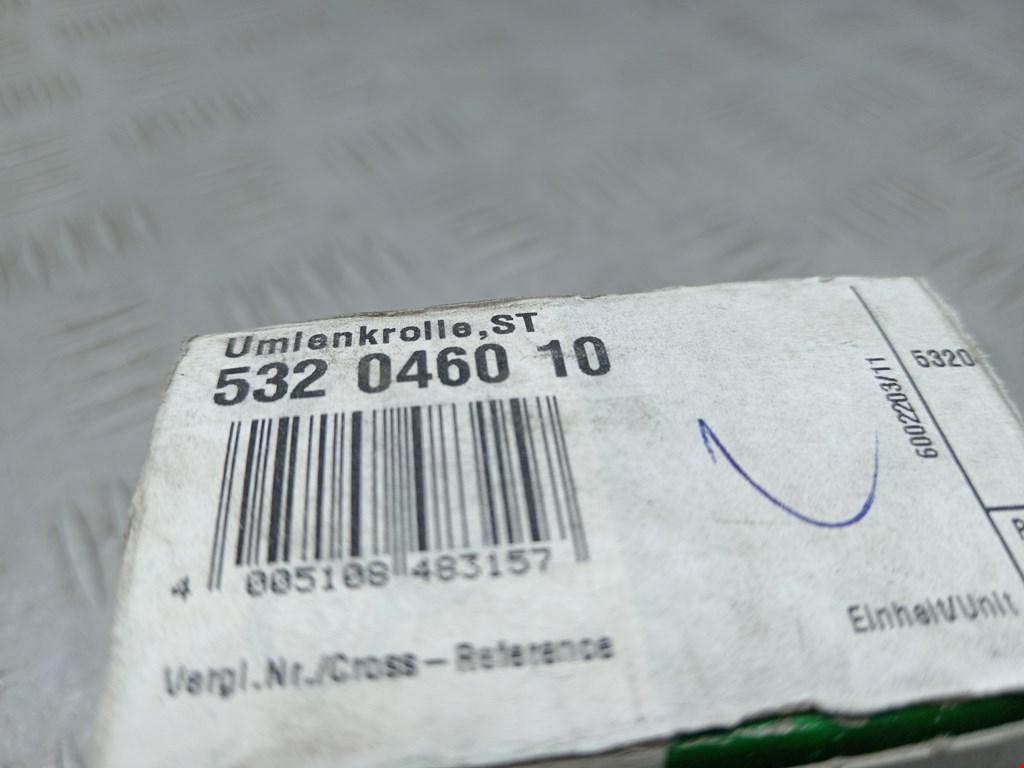 Umlenkrolle,ST
532 0460 10
4 005108 483157
Vergl.Nr./Cross-Reference
6002203/11
5320
Einheit/Unit